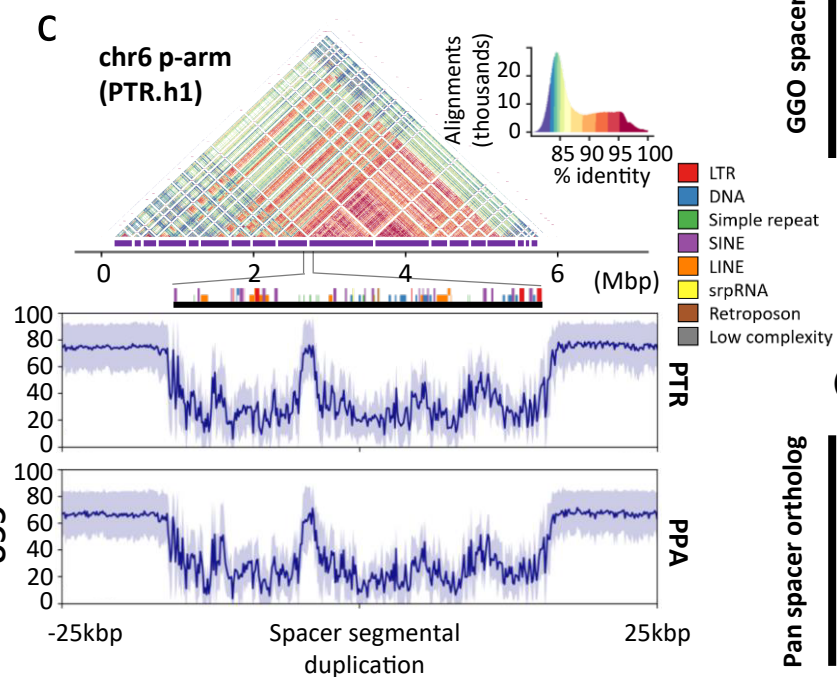 C
chr6 p-arm
(PTR.h1)
Alignments
(thousands)
20
10
0
85 90 95 100
% identity
LTR
DNA
Simple repeat
SINE
LINE
srpRNA
Retroposon
Low complexity
0 2 4 6 (Mbp)
100
80
60
40
20
0
PTR
100
80
60
40
20
0
PPA
-25kbp
Spacer segmental
duplication
25kbp
GGO spacer
Pan spacer ortholog